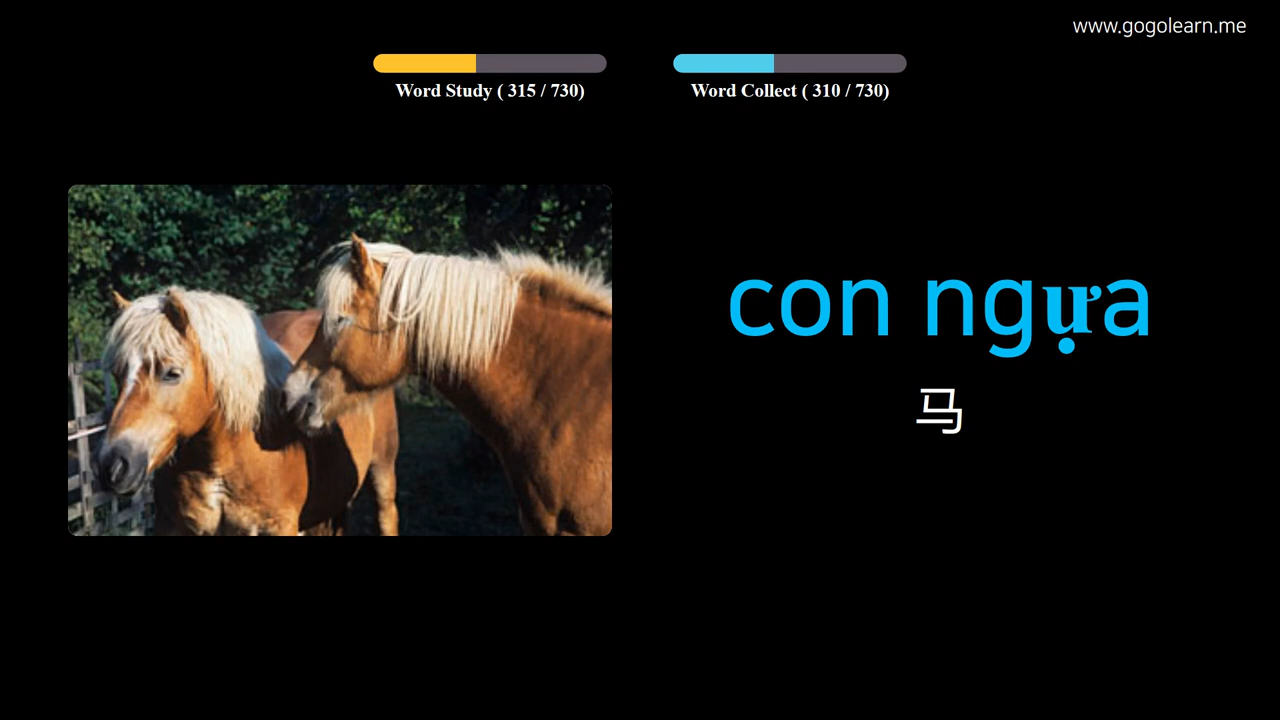 www.gogolearn.me
Word Study ( 315 / 730)
Word Collect ( 310 / 730)
con ngựa
马